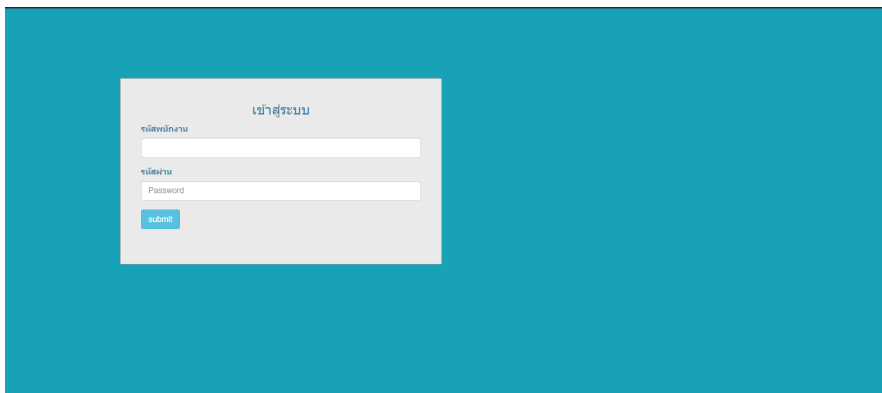 เข้าสู่ระบบ
รหัสพนักงาน
รหัสผ่าน
Password
submit